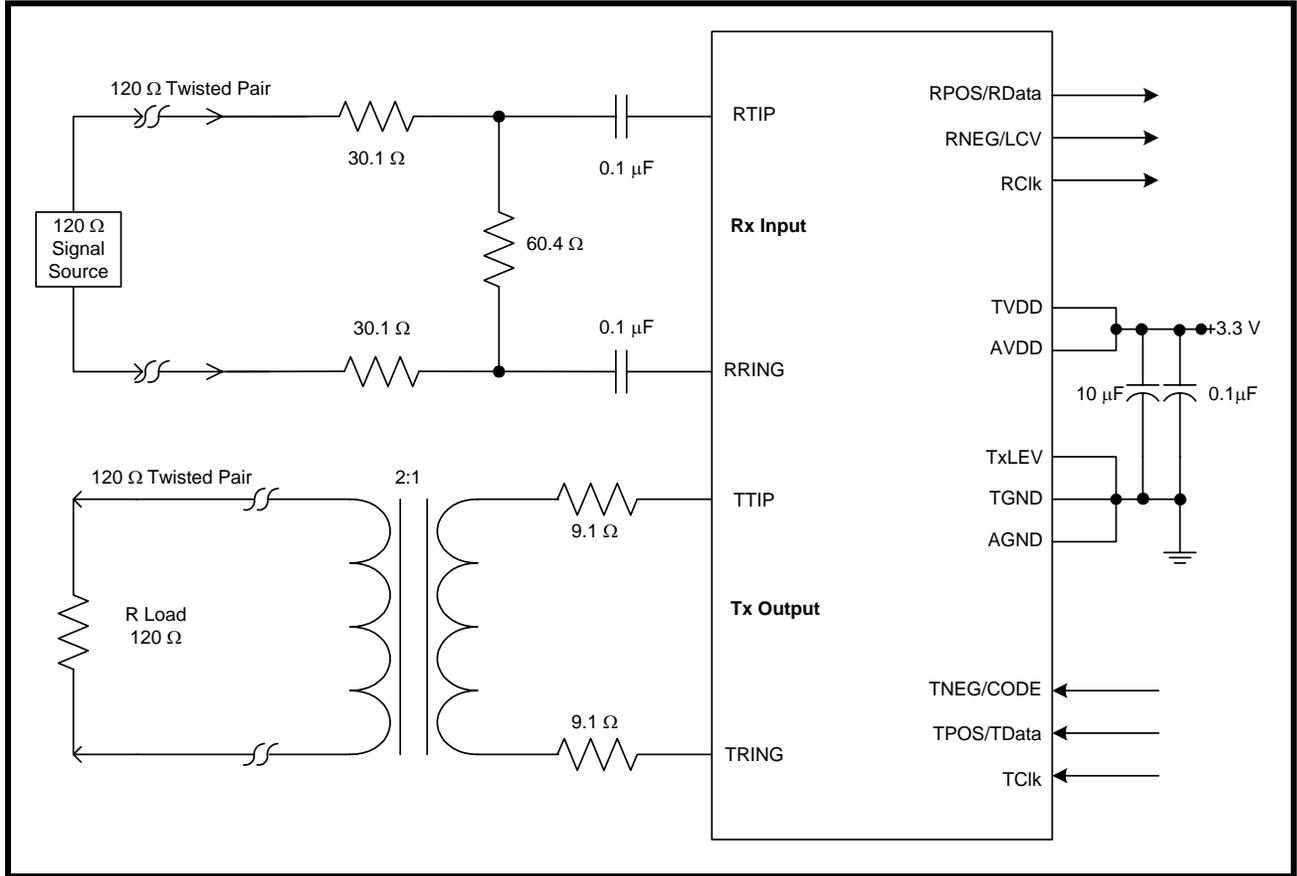 120 Ω Twisted Pair
30.1 Ω
0.1 μF
RTIP
RPOS/RData
RNEG/LCV
RClk
120 Ω
Signal
Source
60.4 Ω
Rx Input
30.1 Ω
0.1 μF
RRING
TVDD
AVDD
+3.3 V
10 μF
0.1μF
120 Ω Twisted Pair
2:1
9.1 Ω
TTIP
TxLEV
TGND
AGND
R Load
120 Ω
Tx Output
9.1 Ω
TRING
TNEG/CODE
TPOS/TData
TClk